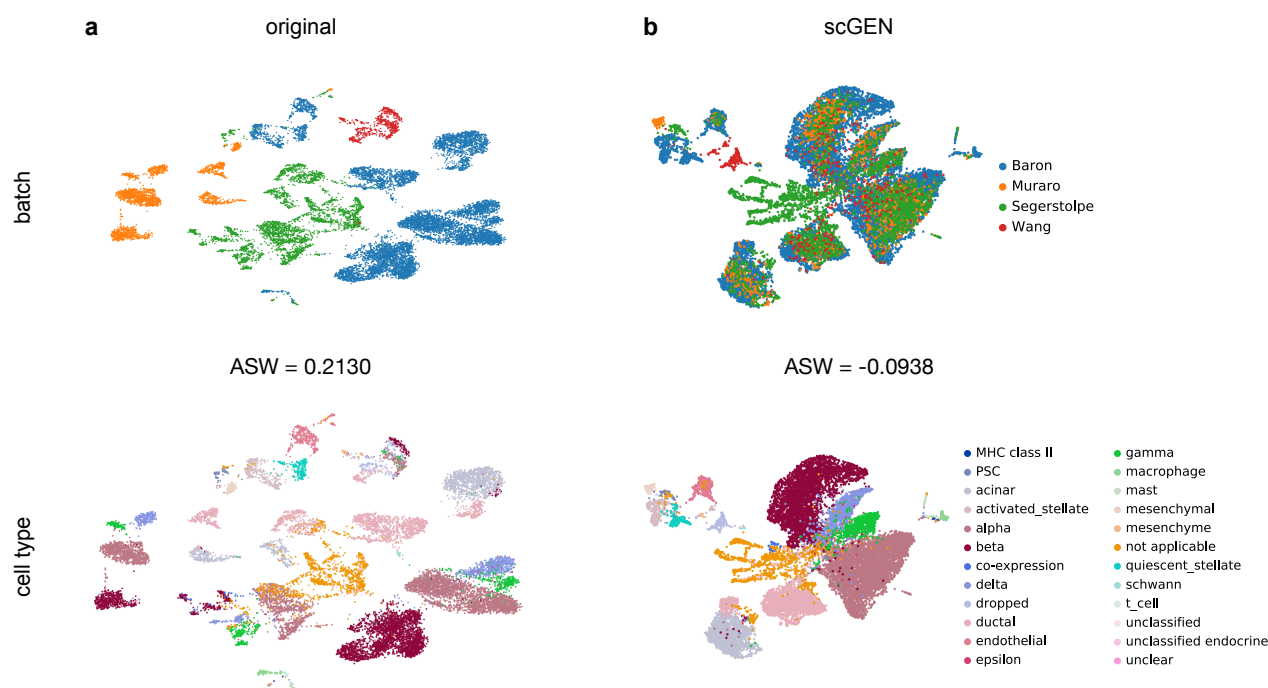 a
original
b
scGEN
batch
Baron
Muraro
Segerstolpe
Wang
ASW = 0.2130
ASW = -0.0938
cell type
MHC class II
PSC
acinar
activated_stellate
alpha
beta
co-expression
delta
dropped
ductal
endothelial
epsilon
gamma
macrophage
mast
mesenchymal
mesenchyme
not applicable
quiescent_stellate
schwann
t_cell
unclassified
unclassified endocrine
unclear